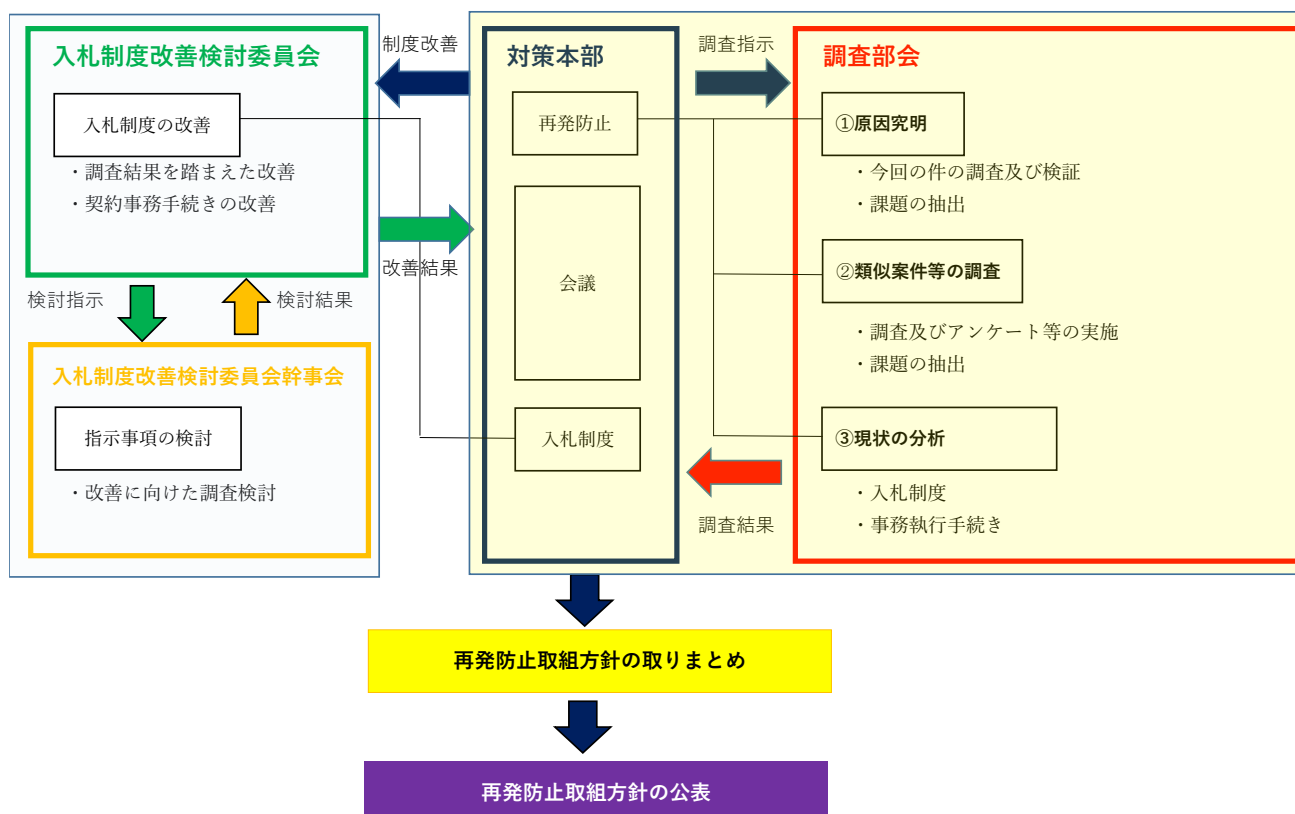 入札制度改善検討委員会
入札制度の改善
・調査結果を踏まえた改善
・契約事務手続きの改善
検討指示
検討結果
入札制度改善検討委員会幹事会
指示事項の検討
・改善に向けた調査検討
制度改善
改善結果
対策本部
再発防止
会議
入札制度
調査指示
調査結果
調査部会
①原因究明
・今回の件の調査及び検証
・課題の抽出
②類似案件等の調査
・調査及びアンケート等の実施
・課題の抽出
③現状の分析
・入札制度
・事務執行手続き
再発防止取組方針の取りまとめ
再発防止取組方針の公表